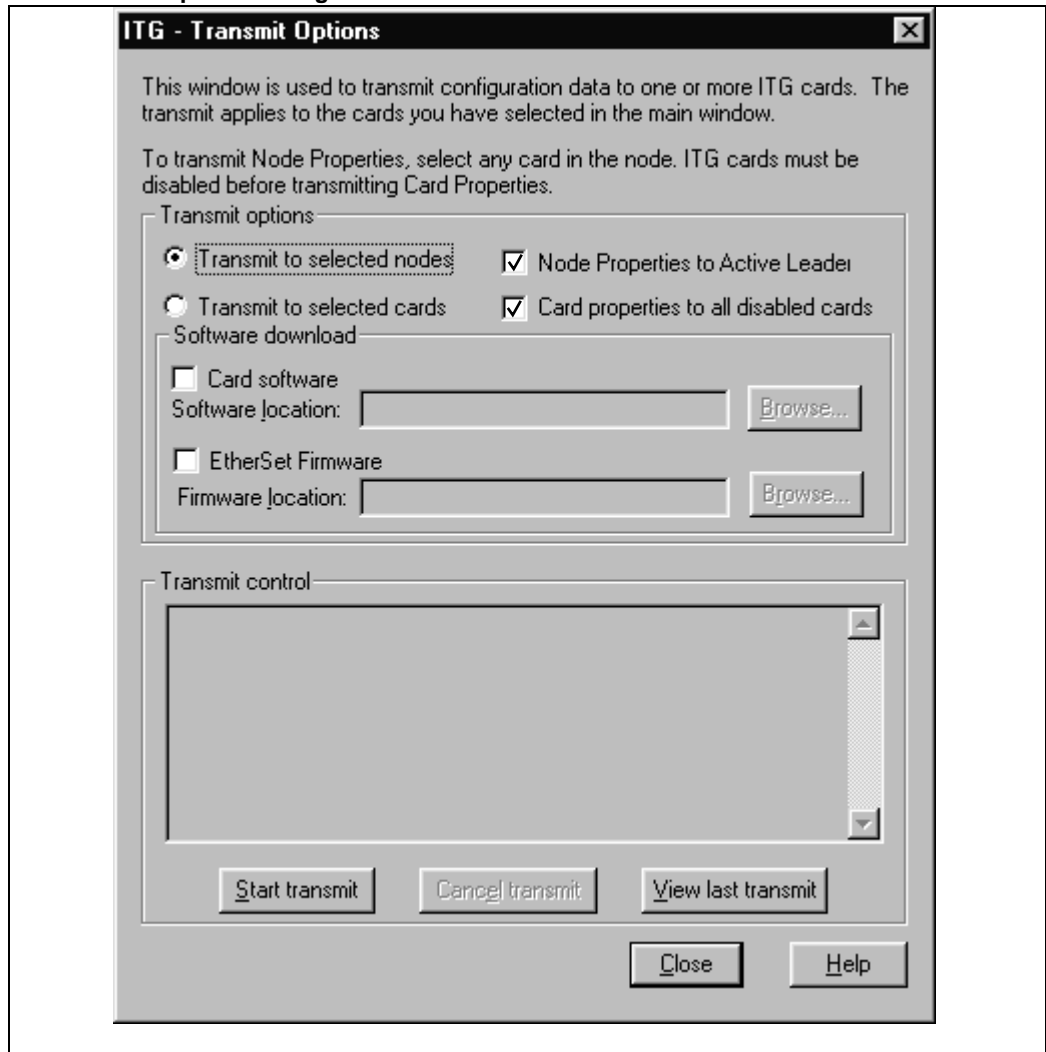 ITG - Transmit Options
This window is used to transmit configuration data to one or more ITG cards. The
transmit applies to the cards you have selected in the main window.
To transmit Node Properties, select any card in the node. ITG cards must be
disabled before transmitting Card Properties.
Transmit options
Transmit to selected nodes
Node Properties to Active Leader
Transmit to selected cards
Card properties to all disabled cards
Software download
Card software
Software location:
Browse...
EtherSet Firmware
Firmware location:
Browse...
Transmit control
Start transmit
Cancel transmit
View last transmit
Close
Help